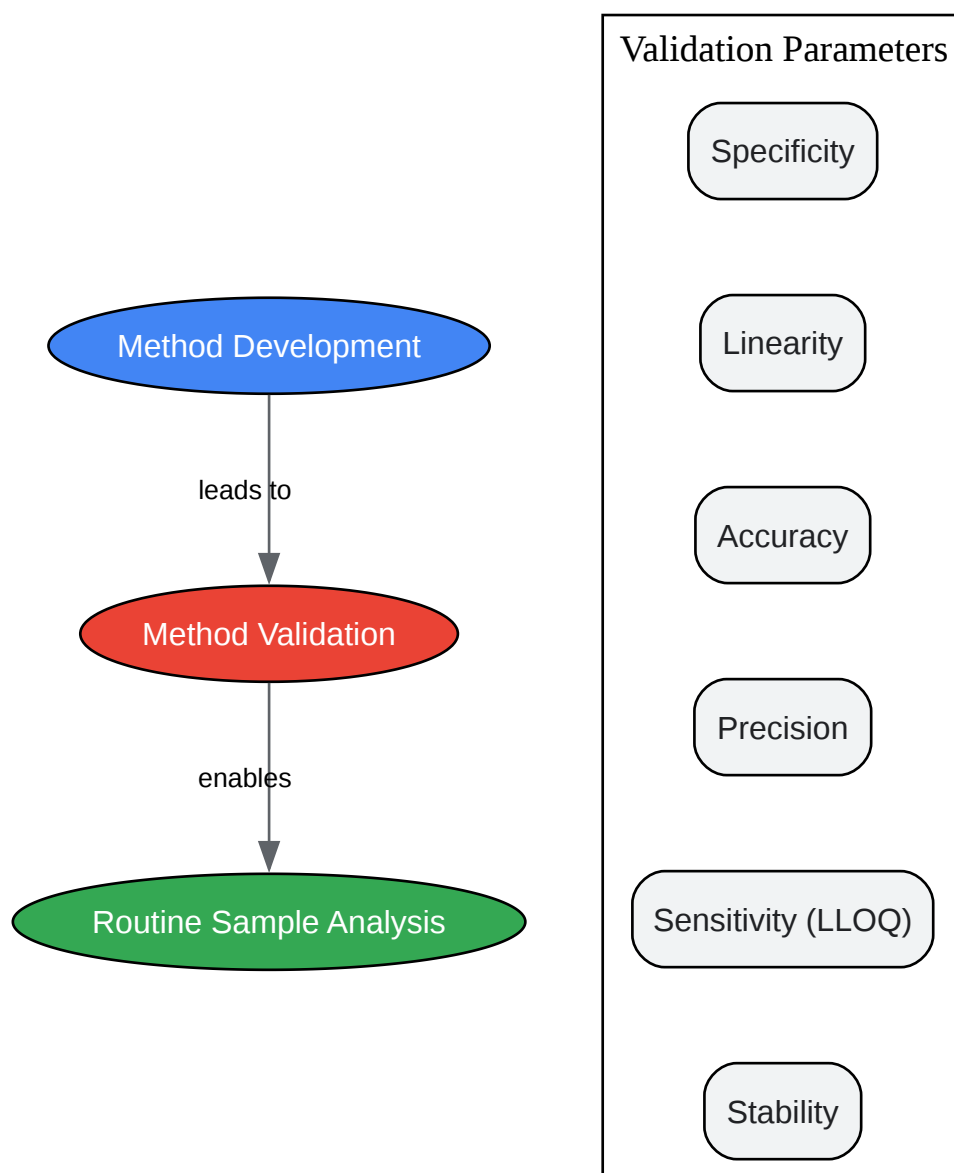 Method Development
leads to
Method Validation
enables
Routine Sample Analysis
Validation Parameters
Specificity
Linearity
Accuracy
Precision
Sensitivity (LLOQ)
Stability